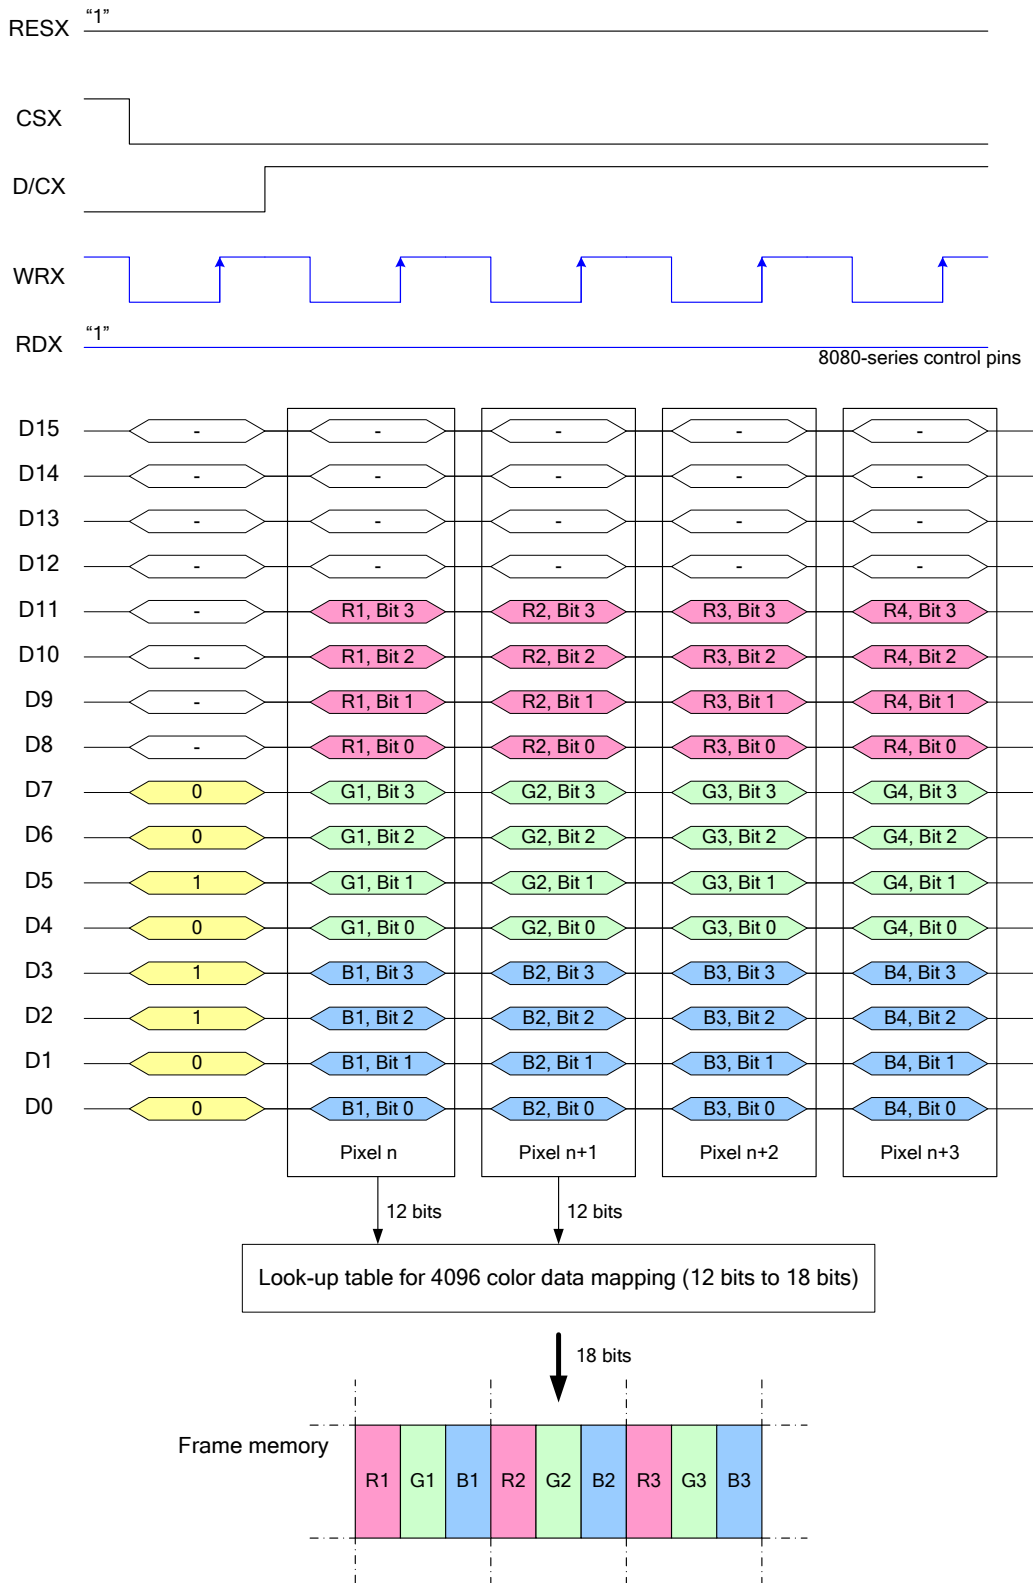 RESX “1”
CSX
D/CX
WRX
RDX “1”
8080-series control pins
D15 - - - - -
D14 - - - - -
D13 - - - - -
D12 - - - - -
D11 - R1, Bit 3 R2, Bit 3 R3, Bit 3 R4, Bit 3
D10 - R1, Bit 2 R2, Bit 2 R3, Bit 2 R4, Bit 2
D9 - R1, Bit 1 R2, Bit 1 R3, Bit 1 R4, Bit 1
D8 - R1, Bit 0 R2, Bit 0 R3, Bit 0 R4, Bit 0
D7 0 G1, Bit 3 G2, Bit 3 G3, Bit 3 G4, Bit 3
D6 0 G1, Bit 2 G2, Bit 2 G3, Bit 2 G4, Bit 2
D5 1 G1, Bit 1 G2, Bit 1 G3, Bit 1 G4, Bit 1
D4 0 G1, Bit 0 G2, Bit 0 G3, Bit 0 G4, Bit 0
D3 1 B1, Bit 3 B2, Bit 3 B3, Bit 3 B4, Bit 3
D2 1 B1, Bit 2 B2, Bit 2 B3, Bit 2 B4, Bit 2
D1 0 B1, Bit 1 B2, Bit 1 B3, Bit 1 B4, Bit 1
D0 0 B1, Bit 0 B2, Bit 0 B3, Bit 0 B4, Bit 0
Pixel n Pixel n+1 Pixel n+2 Pixel n+3
12 bits 12 bits
Look-up table for 4096 color data mapping (12 bits to 18 bits)
18 bits
Frame memory
R1 G1 B1 R2 G2 B2 R3 G3 B3